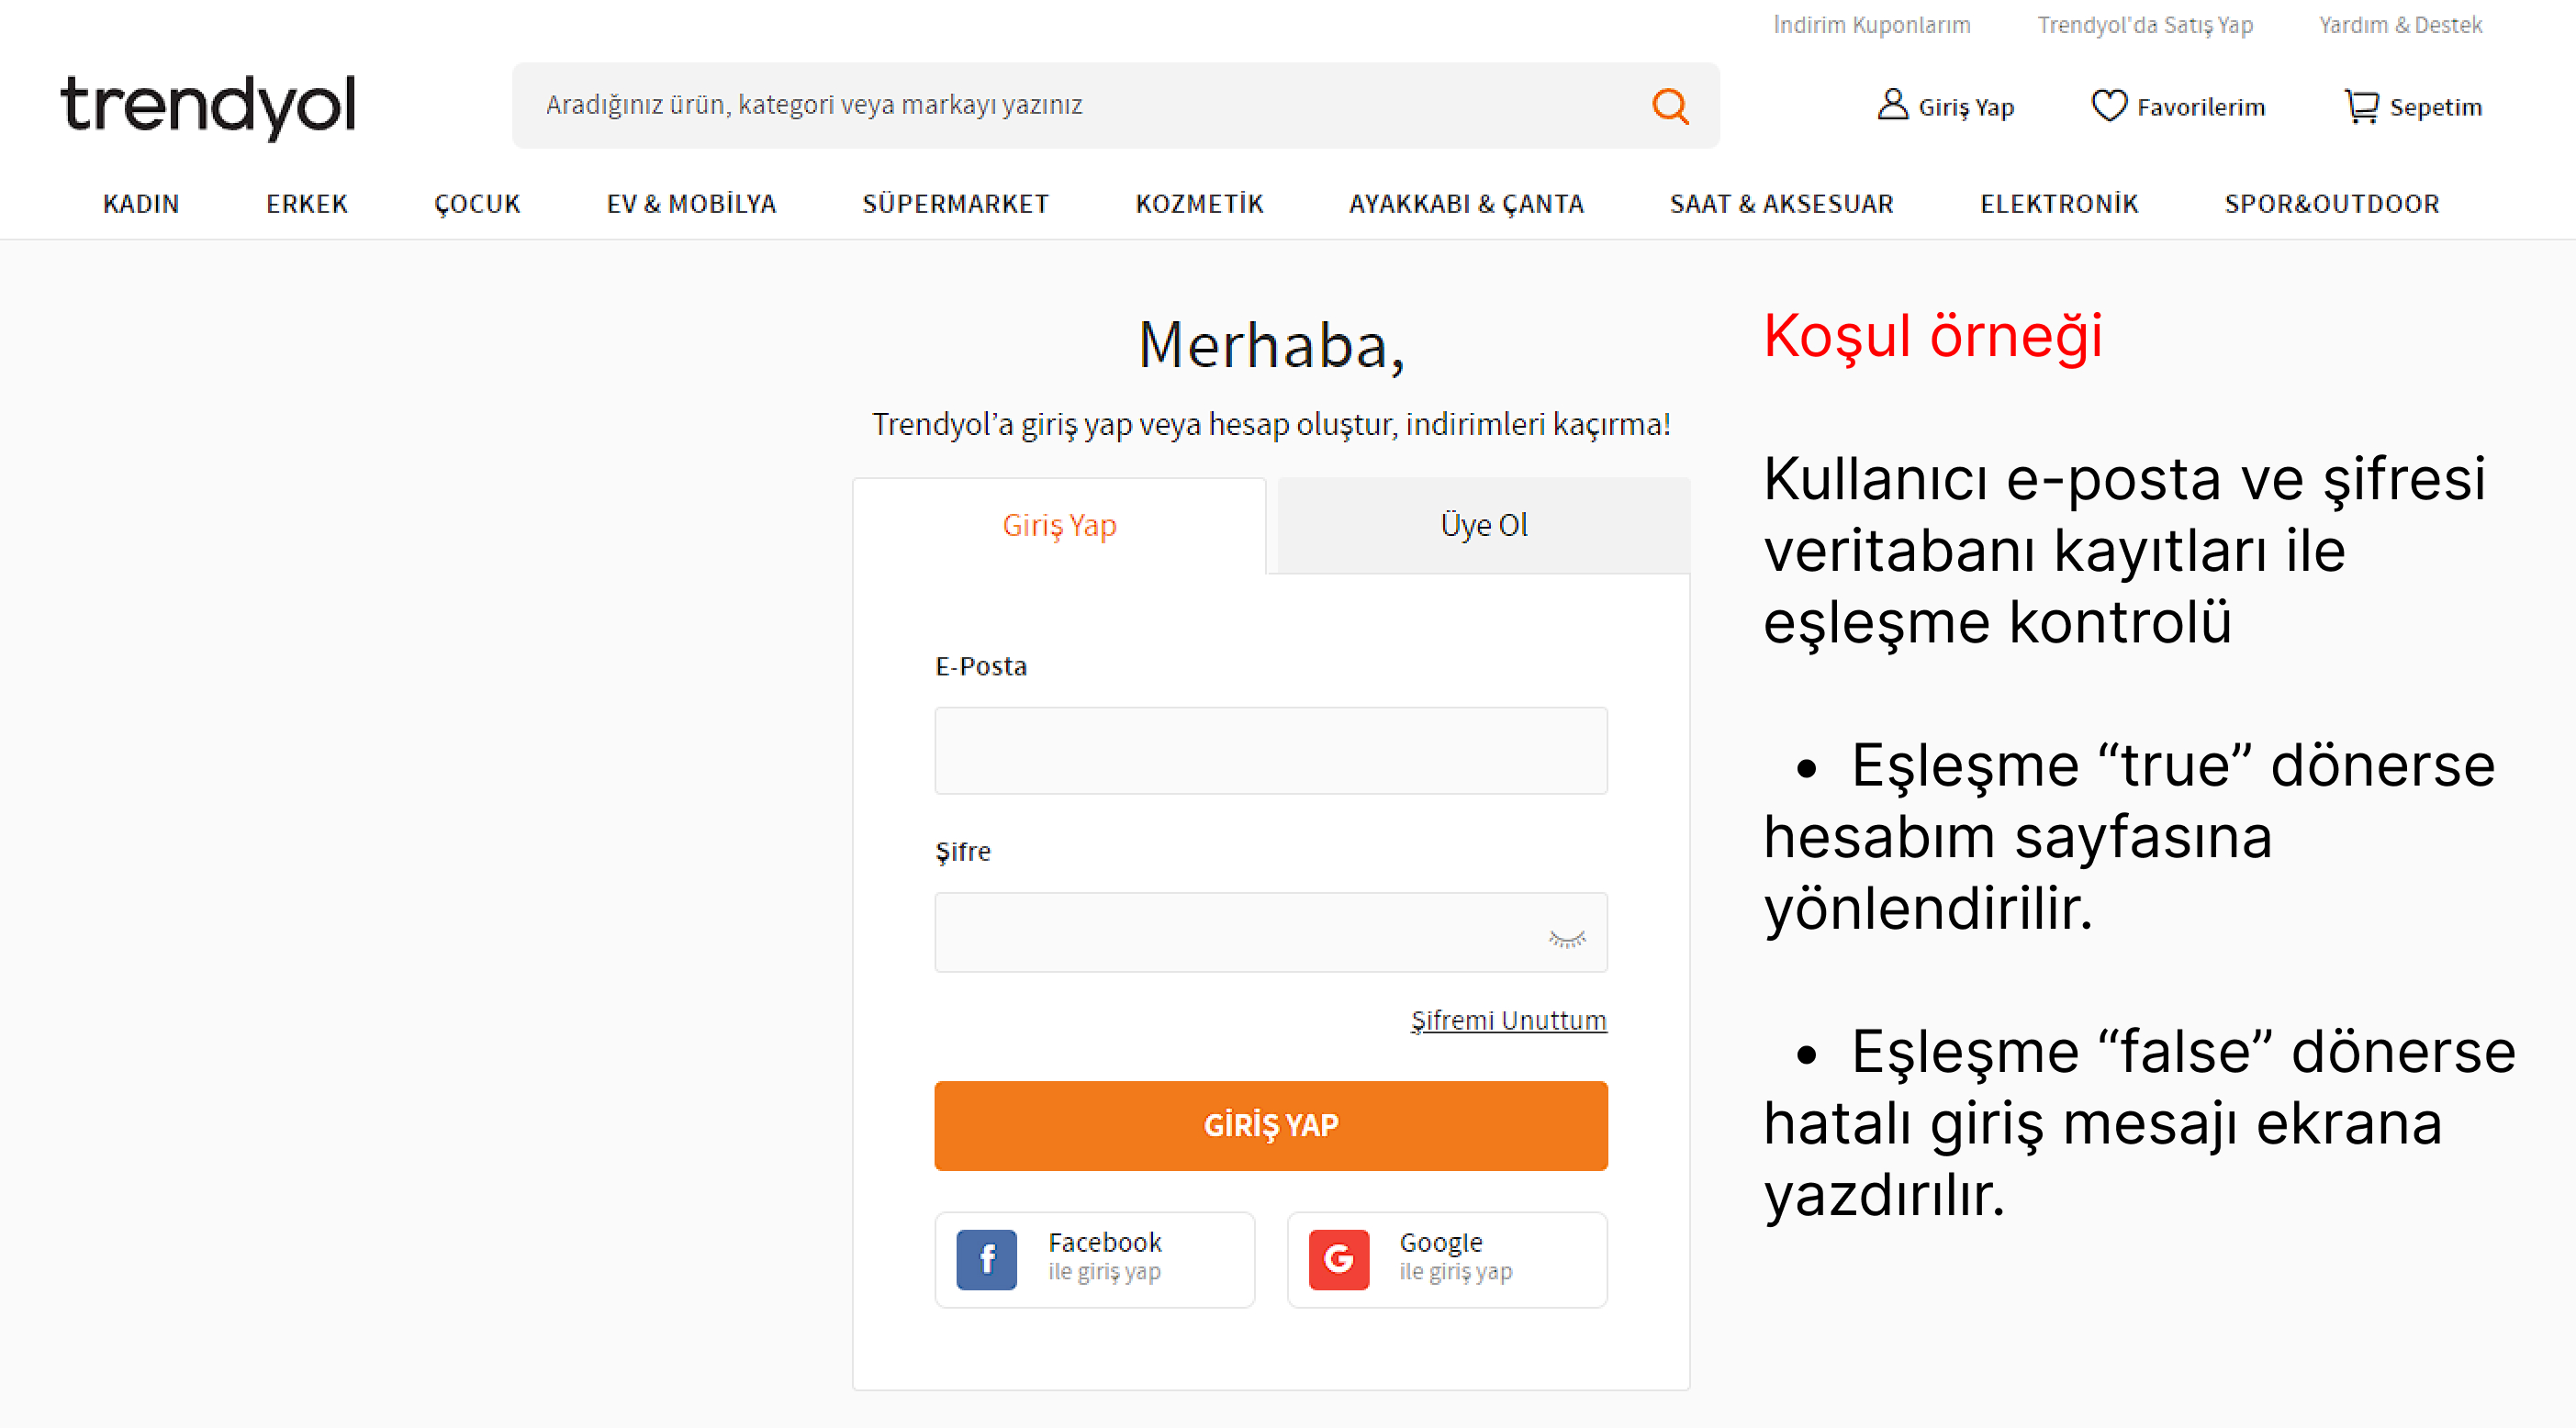 İndirim Kuponlarım Trendyol'da Satış Yap Yardım & Destek
trendyol
Aradığınız ürün, kategori veya markayı yazınız
Giriş Yap Favorilerim Sepetim
KADIN ERKEK ÇOCUK EV & MOBİLYA SÜPERMARKET KOZMETİK AYAKKABI & ÇANTA SAAT & AKSESUAR ELEKTRONİK SPOR&OUTDOOR
Merhaba,
Trendyol’a giriş yap veya hesap oluştur, indirimleri kaçırma!
Giriş Yap Üye Ol
E-Posta
Şifre
Şifremi Unuttum
GİRİŞ YAP
f Facebook
ile giriş yap
G Google
ile giriş yap
Koşul örneği
Kullanıcı e-posta ve şifresi
veritabanı kayıtları ile
eşleşme kontrolü
• Eşleşme “true” dönerse
hesabım sayfasına
yönlendirilir.
• Eşleşme “false” dönerse
hatalı giriş mesajı ekrana
yazdırılır.